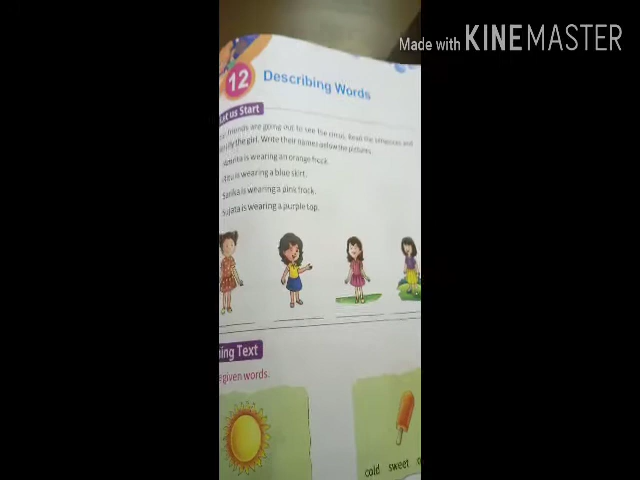 Made with KINEMASTER
12 Describing Words
Let us Start
friends are going out to see the circus. Read the sentences and
the girl. Write their names below the pictures.
is wearing an orange frock.
is wearing a blue skirt.
Sarika is wearing a pink frock.
Sujata is wearing a purple top.
Text
given words.
cold sweet